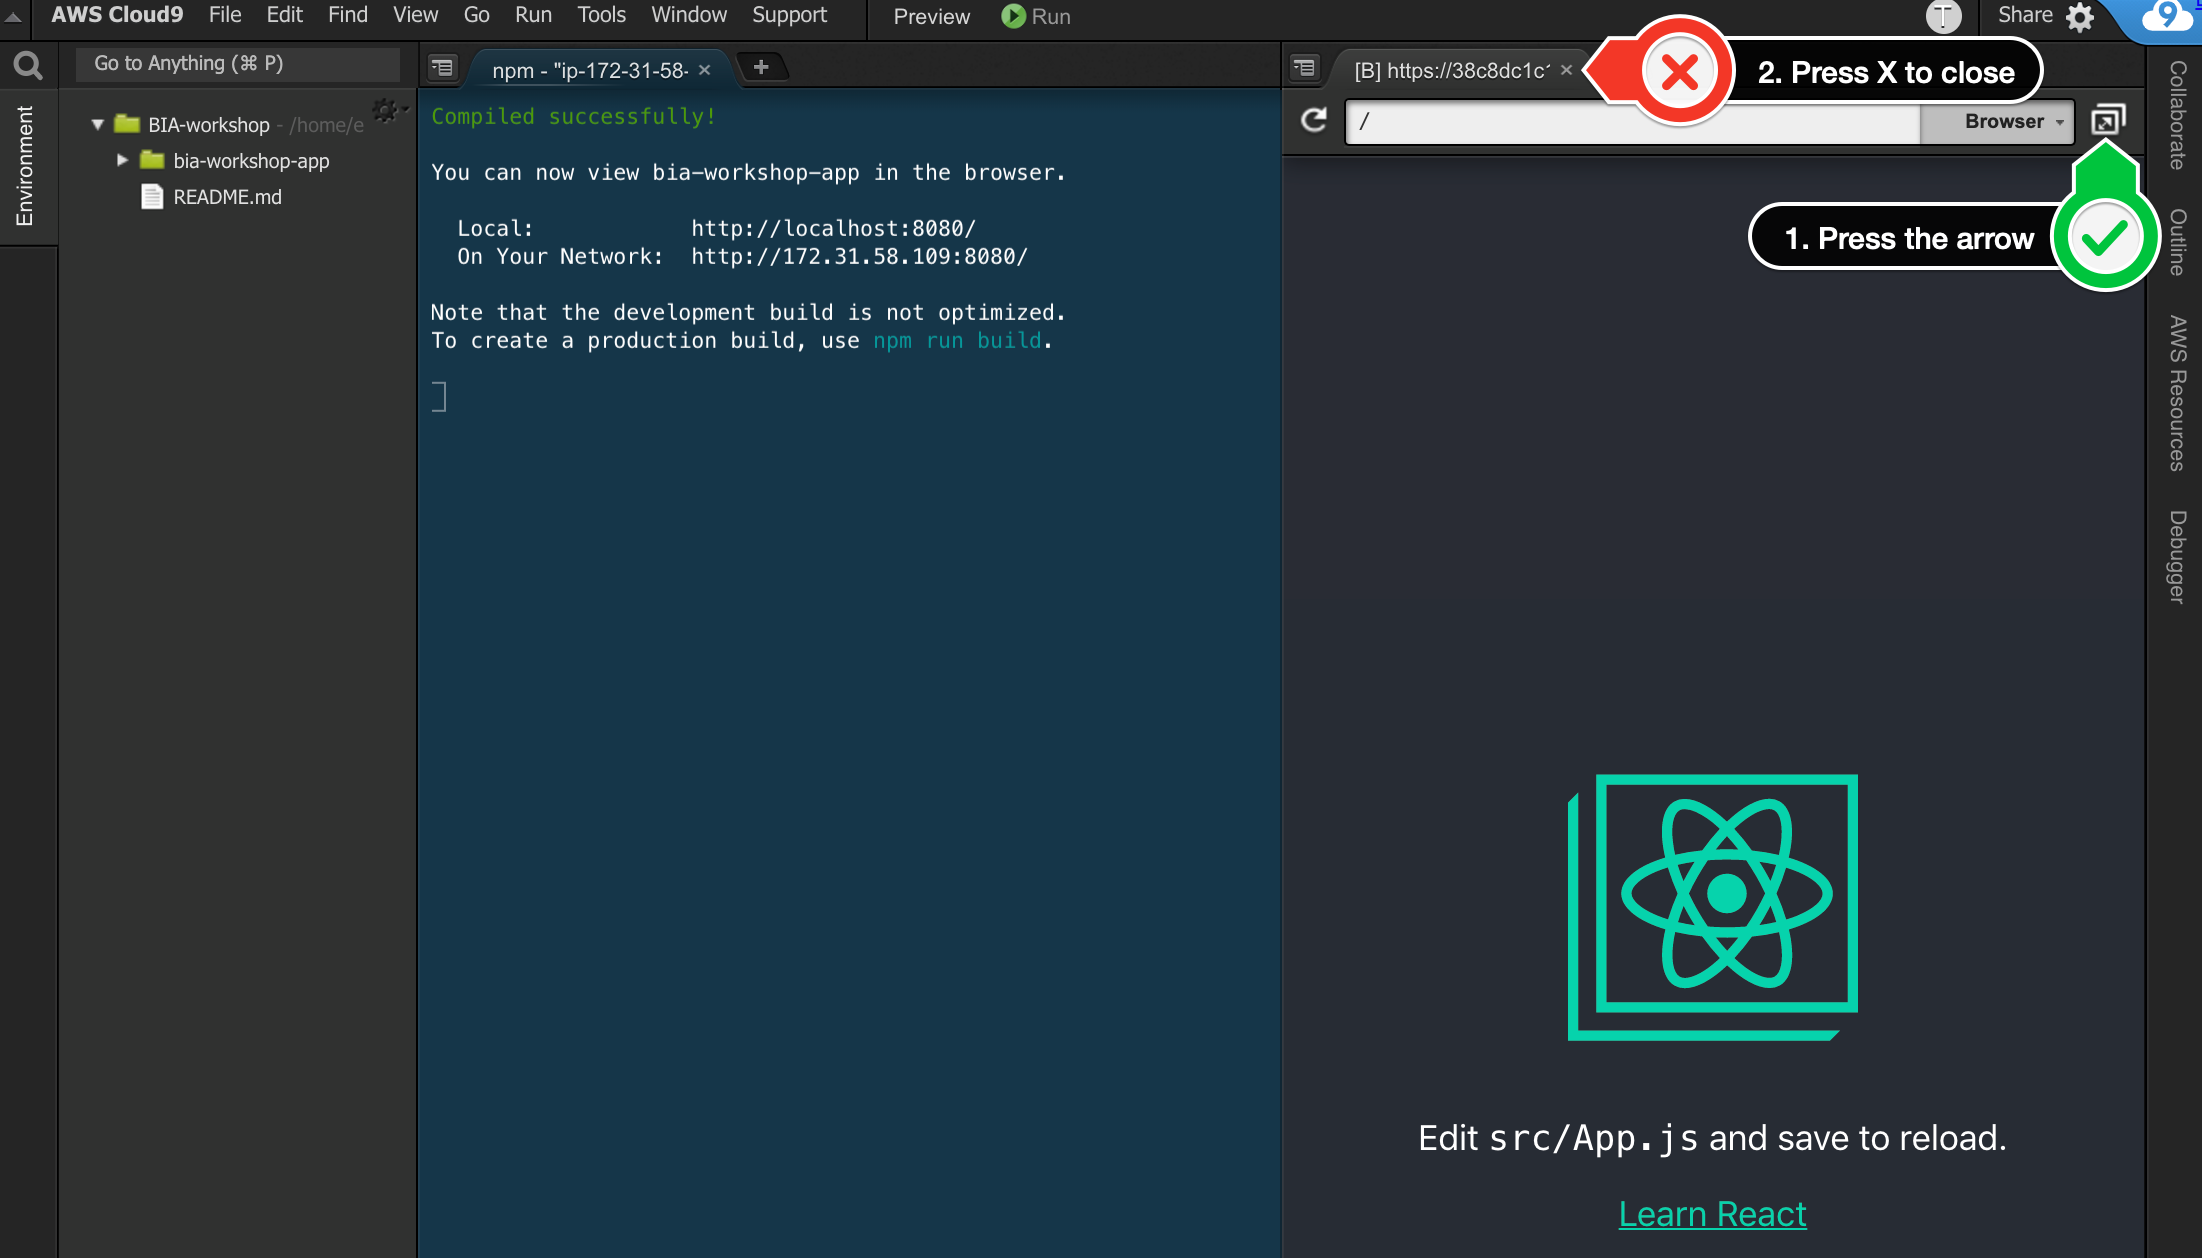 AWS Cloud9 File Edit Find View Go Run Tools Window Support Preview Run T Share 9
Go to Anything (⌘ P)
npm - "ip-172-31-58-
[B] https://38c8dc1c
2. Press X to close
/
Browser
1. Press the arrow
Environment
BIA-workshop - /home/e
bia-workshop-app
README.md
Compiled successfully!
You can now view bia-workshop-app in the browser.
Local: http://localhost:8080/
On Your Network: http://172.31.58.109:8080/
Note that the development build is not optimized.
To create a production build, use npm run build.
Edit src/App.js and save to reload.
Learn React
Collaborate
Outline
AWS Resources
Debugger